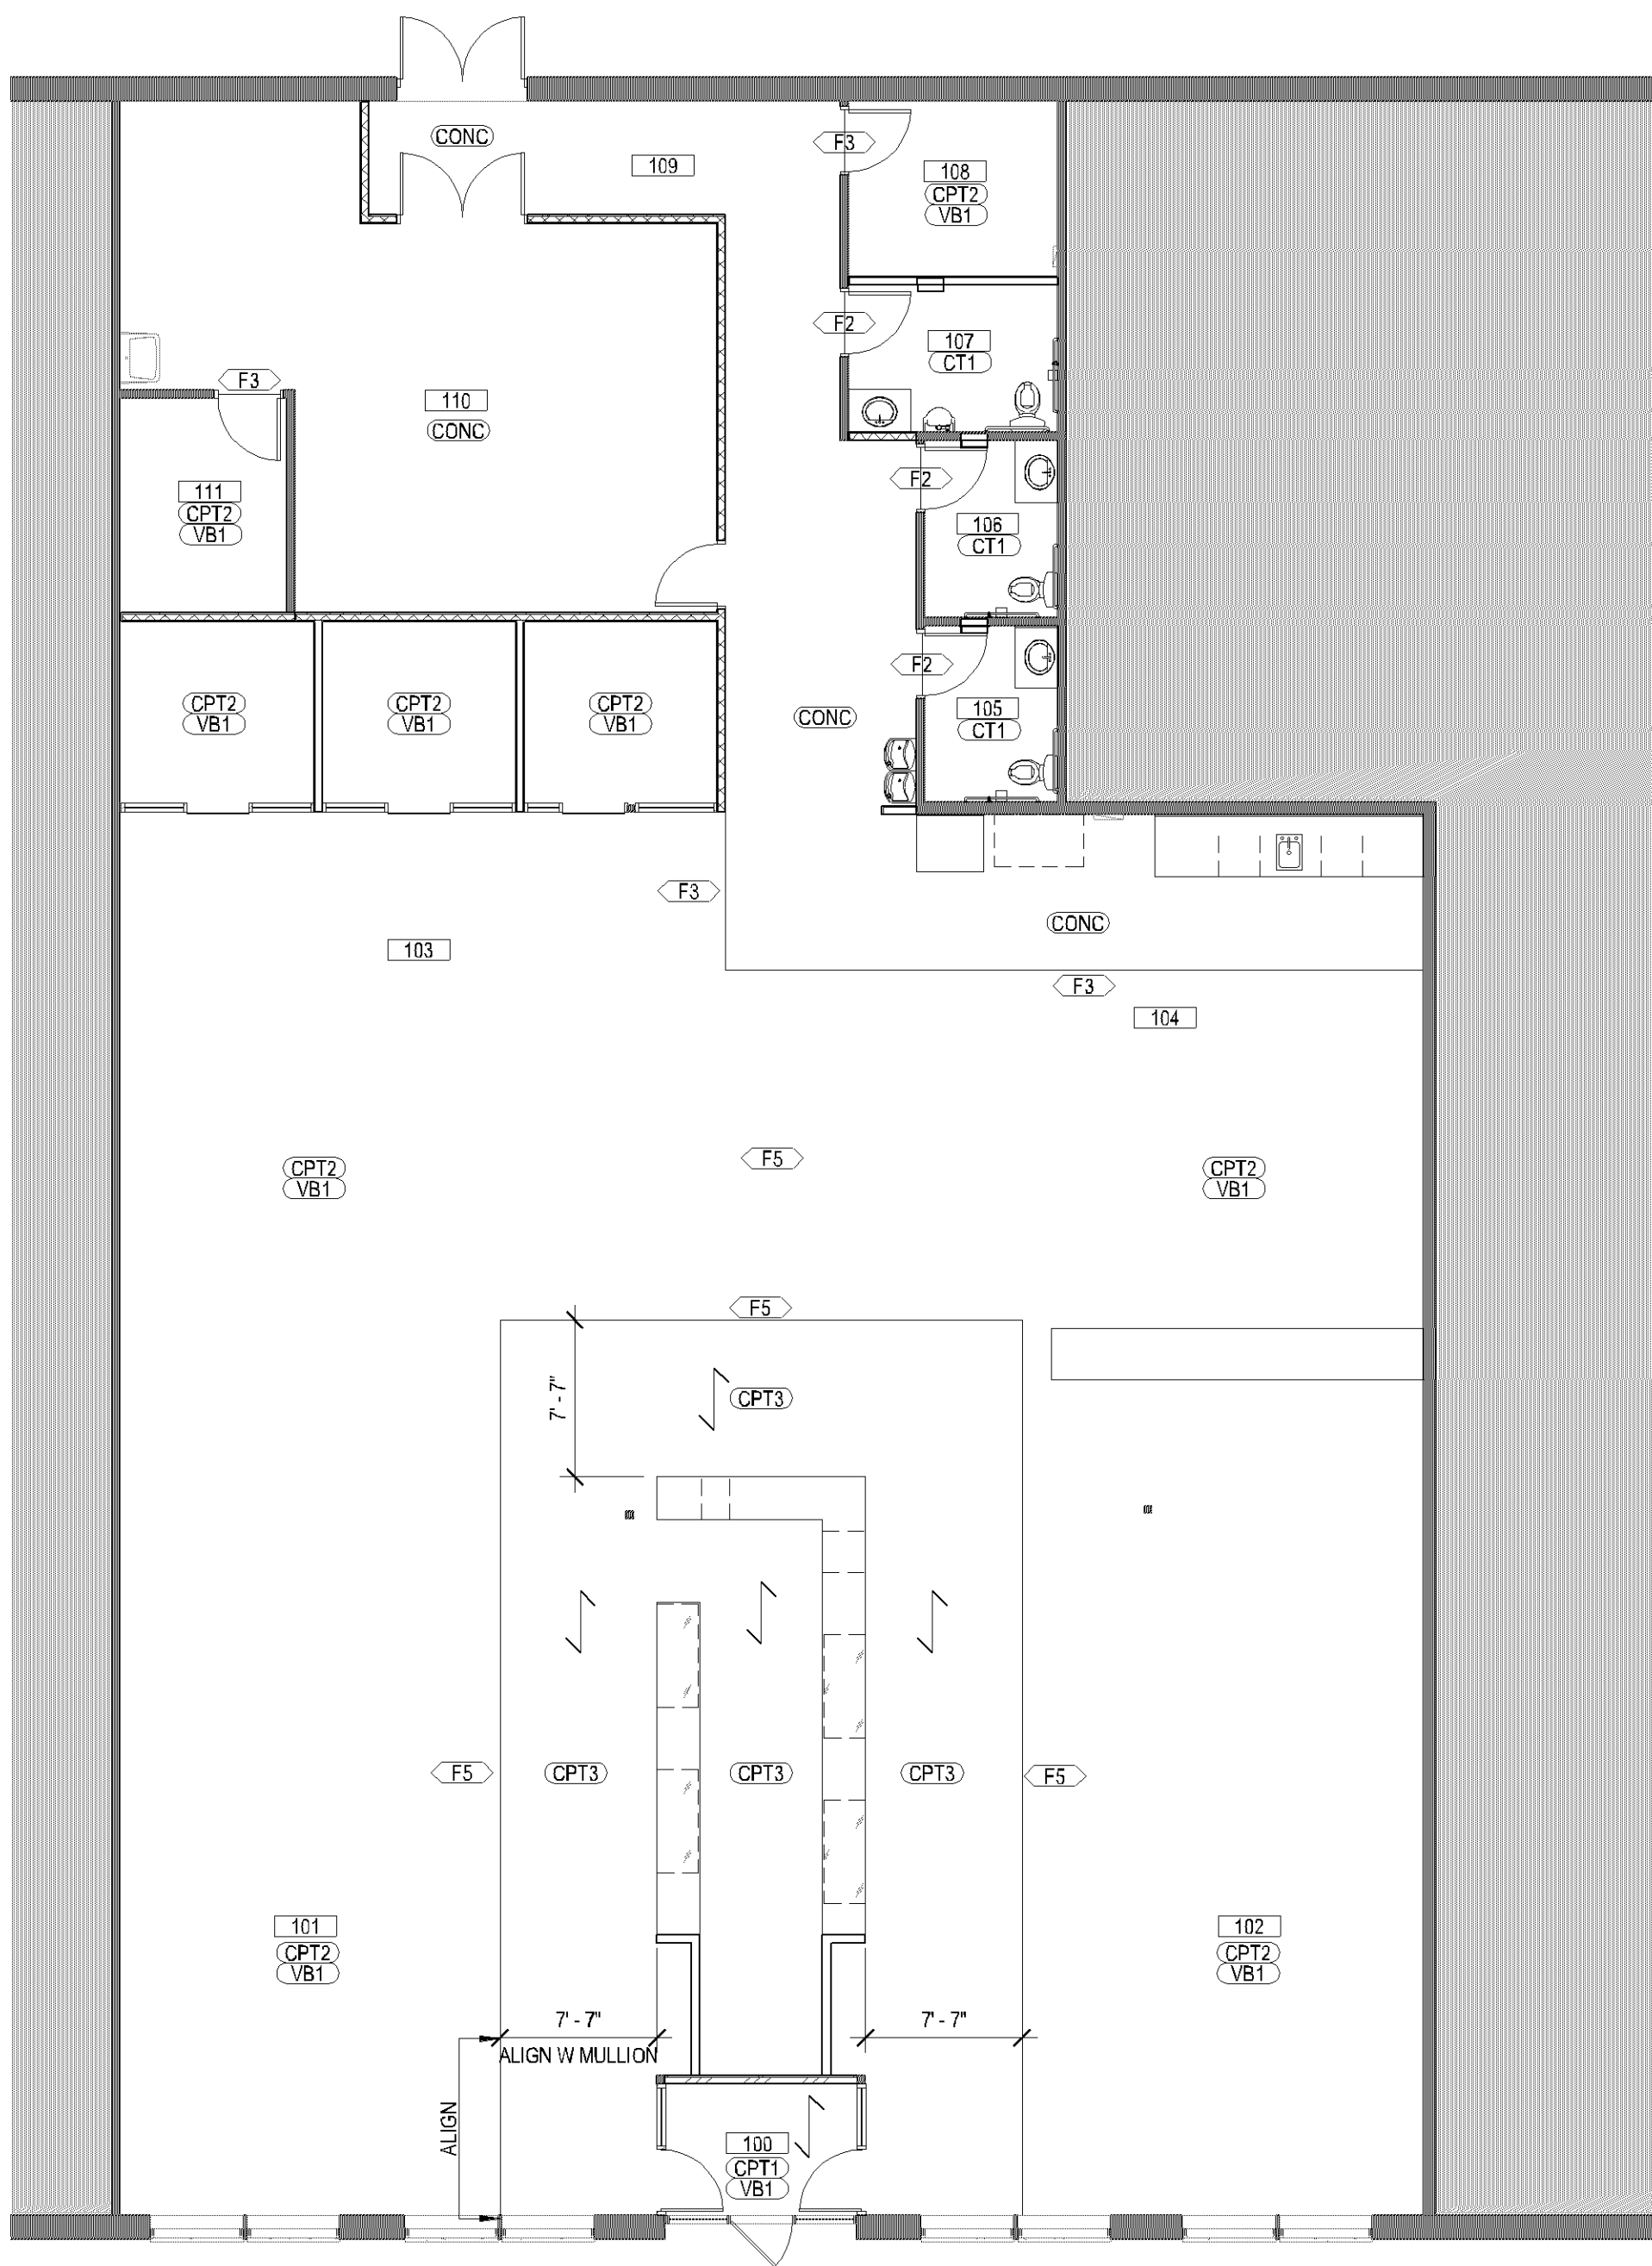 CONC
F3
109
108
CPT2
VB1
F2
107
CT1
F3
110
CONC
F2
111
CPT2
VB1
106
CT1
F2
CPT2
VB1
CPT2
VB1
CPT2
VB1
CONC
105
CT1
F3
CONC
103
F3
104
CPT2
VB1
F5
CPT2
VB1
F5
7' - 7"
CPT3
F5
CPT3
CPT3
CPT3
F5
101
CPT2
VB1
102
CPT2
VB1
7' - 7"
7' - 7"
ALIGN W MULLION
ALIGN
100
CPT1
VB1